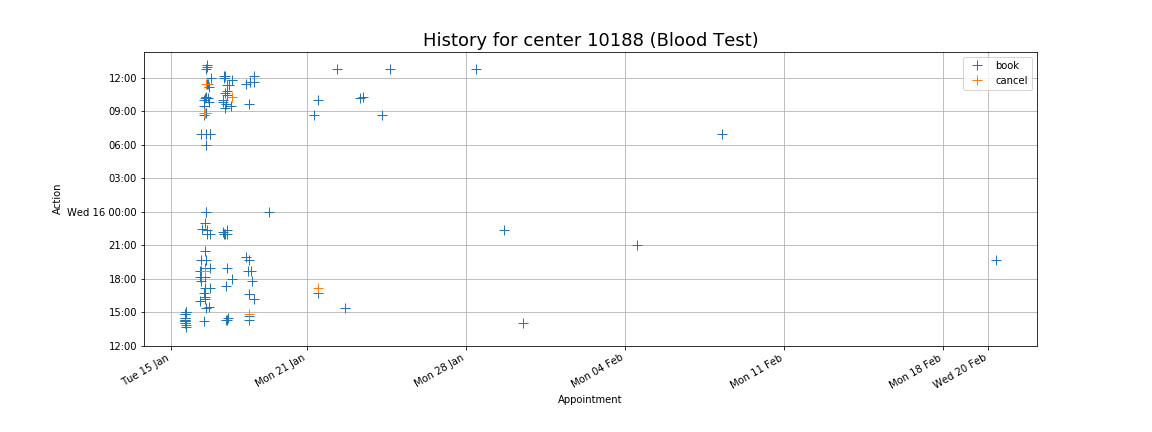 History for center 10188 (Blood Test)
book
cancel
12:00
09:00
06:00
03:00
Wed 16 00:00
21:00
18:00
15:00
12:00
Action
Tue 15 Jan
Mon 21 Jan
Mon 28 Jan
Mon 04 Feb
Mon 11 Feb
Mon 18 Feb
Wed 20 Feb
Appointment